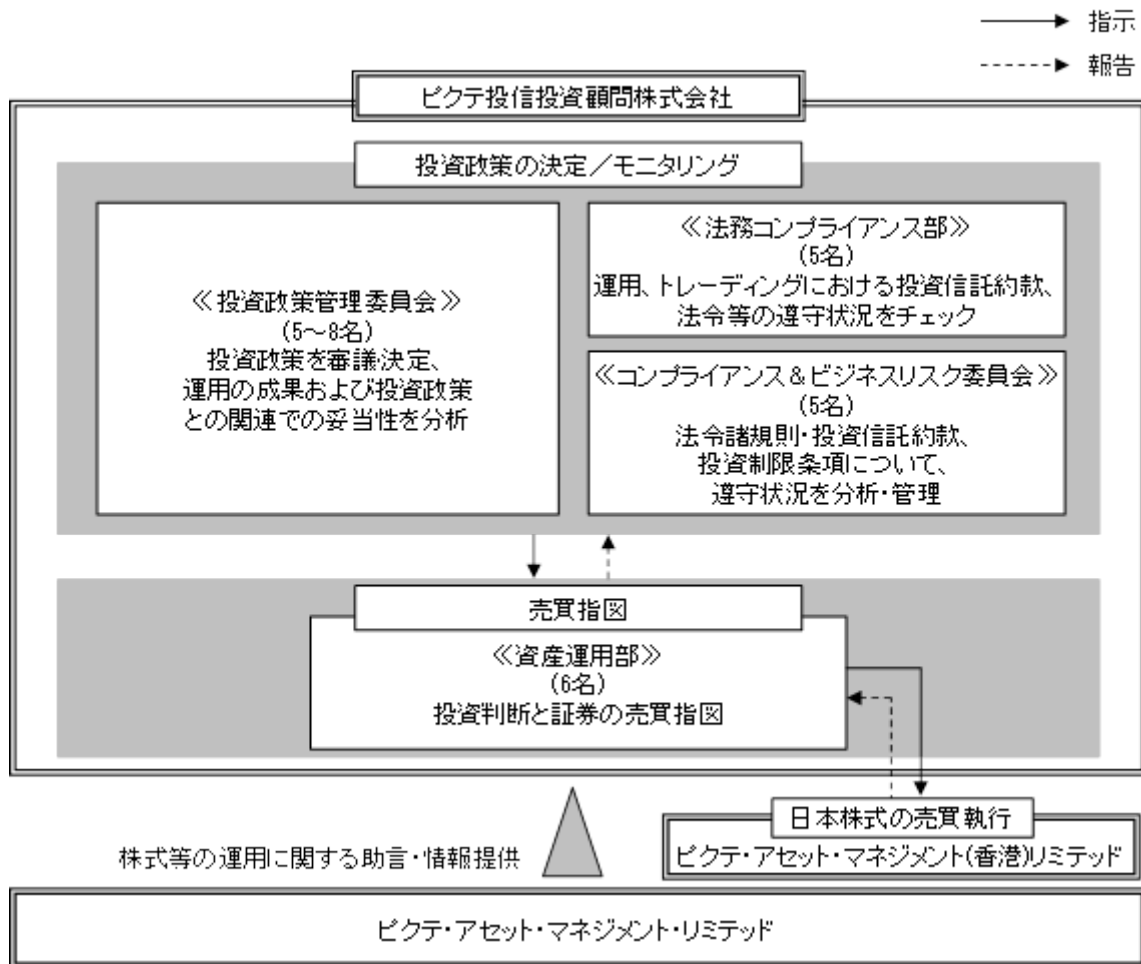 指示
報告
ピクテ投信投資顧問株式会社
投資政策の決定／モニタリング
≪投資政策管理委員会≫
(5～8名)
投資政策を審議・決定、
運用の成果および投資政策
との関連での妥当性を分析
≪法務コンプライアンス部≫
(5名)
運用、トレーディングにおける投資信託約款、
法令等の遵守状況をチェック
≪コンプライアンス＆ビジネスリスク委員会≫
(5名)
法令諸規則・投資信託約款、
投資制限条項について、
遵守状況を分析・管理
売買指図
≪資産運用部≫
(6名)
投資判断と証券の売買指図
日本株式の売買執行
ピクテ・アセット・マネジメント(香港)リミテッド
株式等の運用に関する助言・情報提供
ピクテ・アセット・マネジメント・リミテッド